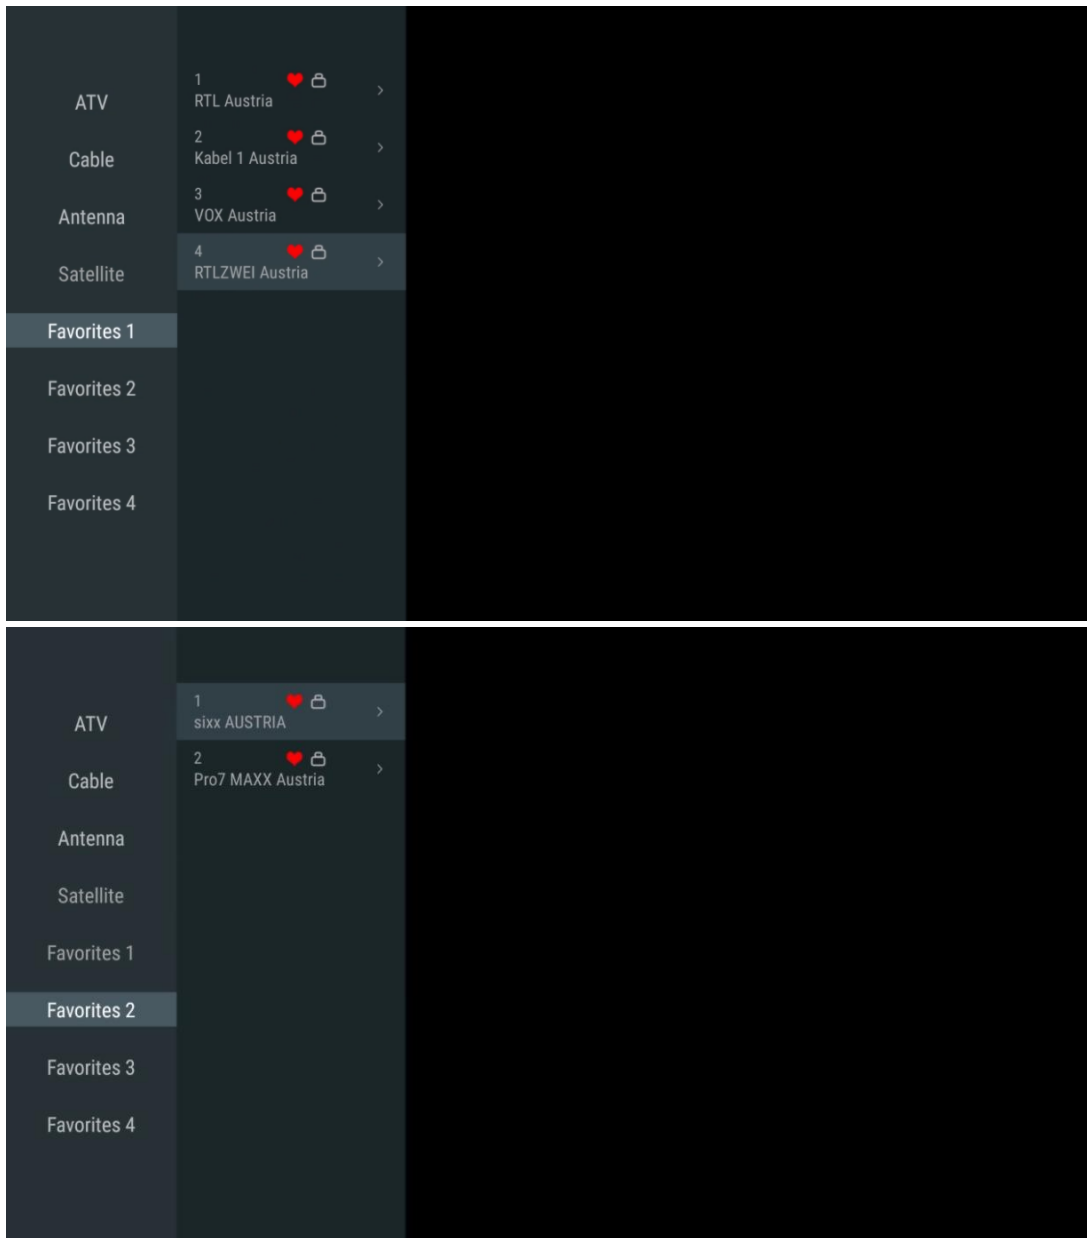 ATV
Cable
Antenna
Satellite
Favorites 1
Favorites 2
Favorites 3
Favorites 4
1
RTL Austria
2
Kabel 1 Austria
3
VOX Austria
4
RTLZWEI Austria
ATV
Cable
Antenna
Satellite
Favorites 1
Favorites 2
Favorites 3
Favorites 4
1
sixx AUSTRIA
2
Pro7 MAXX Austria